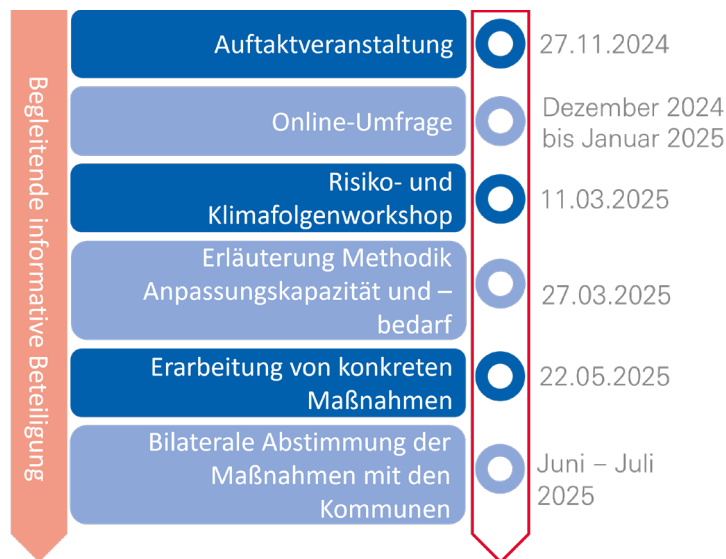 Begleitende informative Beteiligung
Auftaktveranstaltung
27.11.2024
Online-Umfrage
Dezember 2024
bis Januar 2025
Risiko- und
Klimafolgenworkshop
11.03.2025
Erläuterung Methodik
Anpassungskapazität und –
bedarf
27.03.2025
Erarbeitung von konkreten
Maßnahmen
22.05.2025
Bilaterale Abstimmung der
Maßnahmen mit den
Kommunen
Juni – Juli
2025